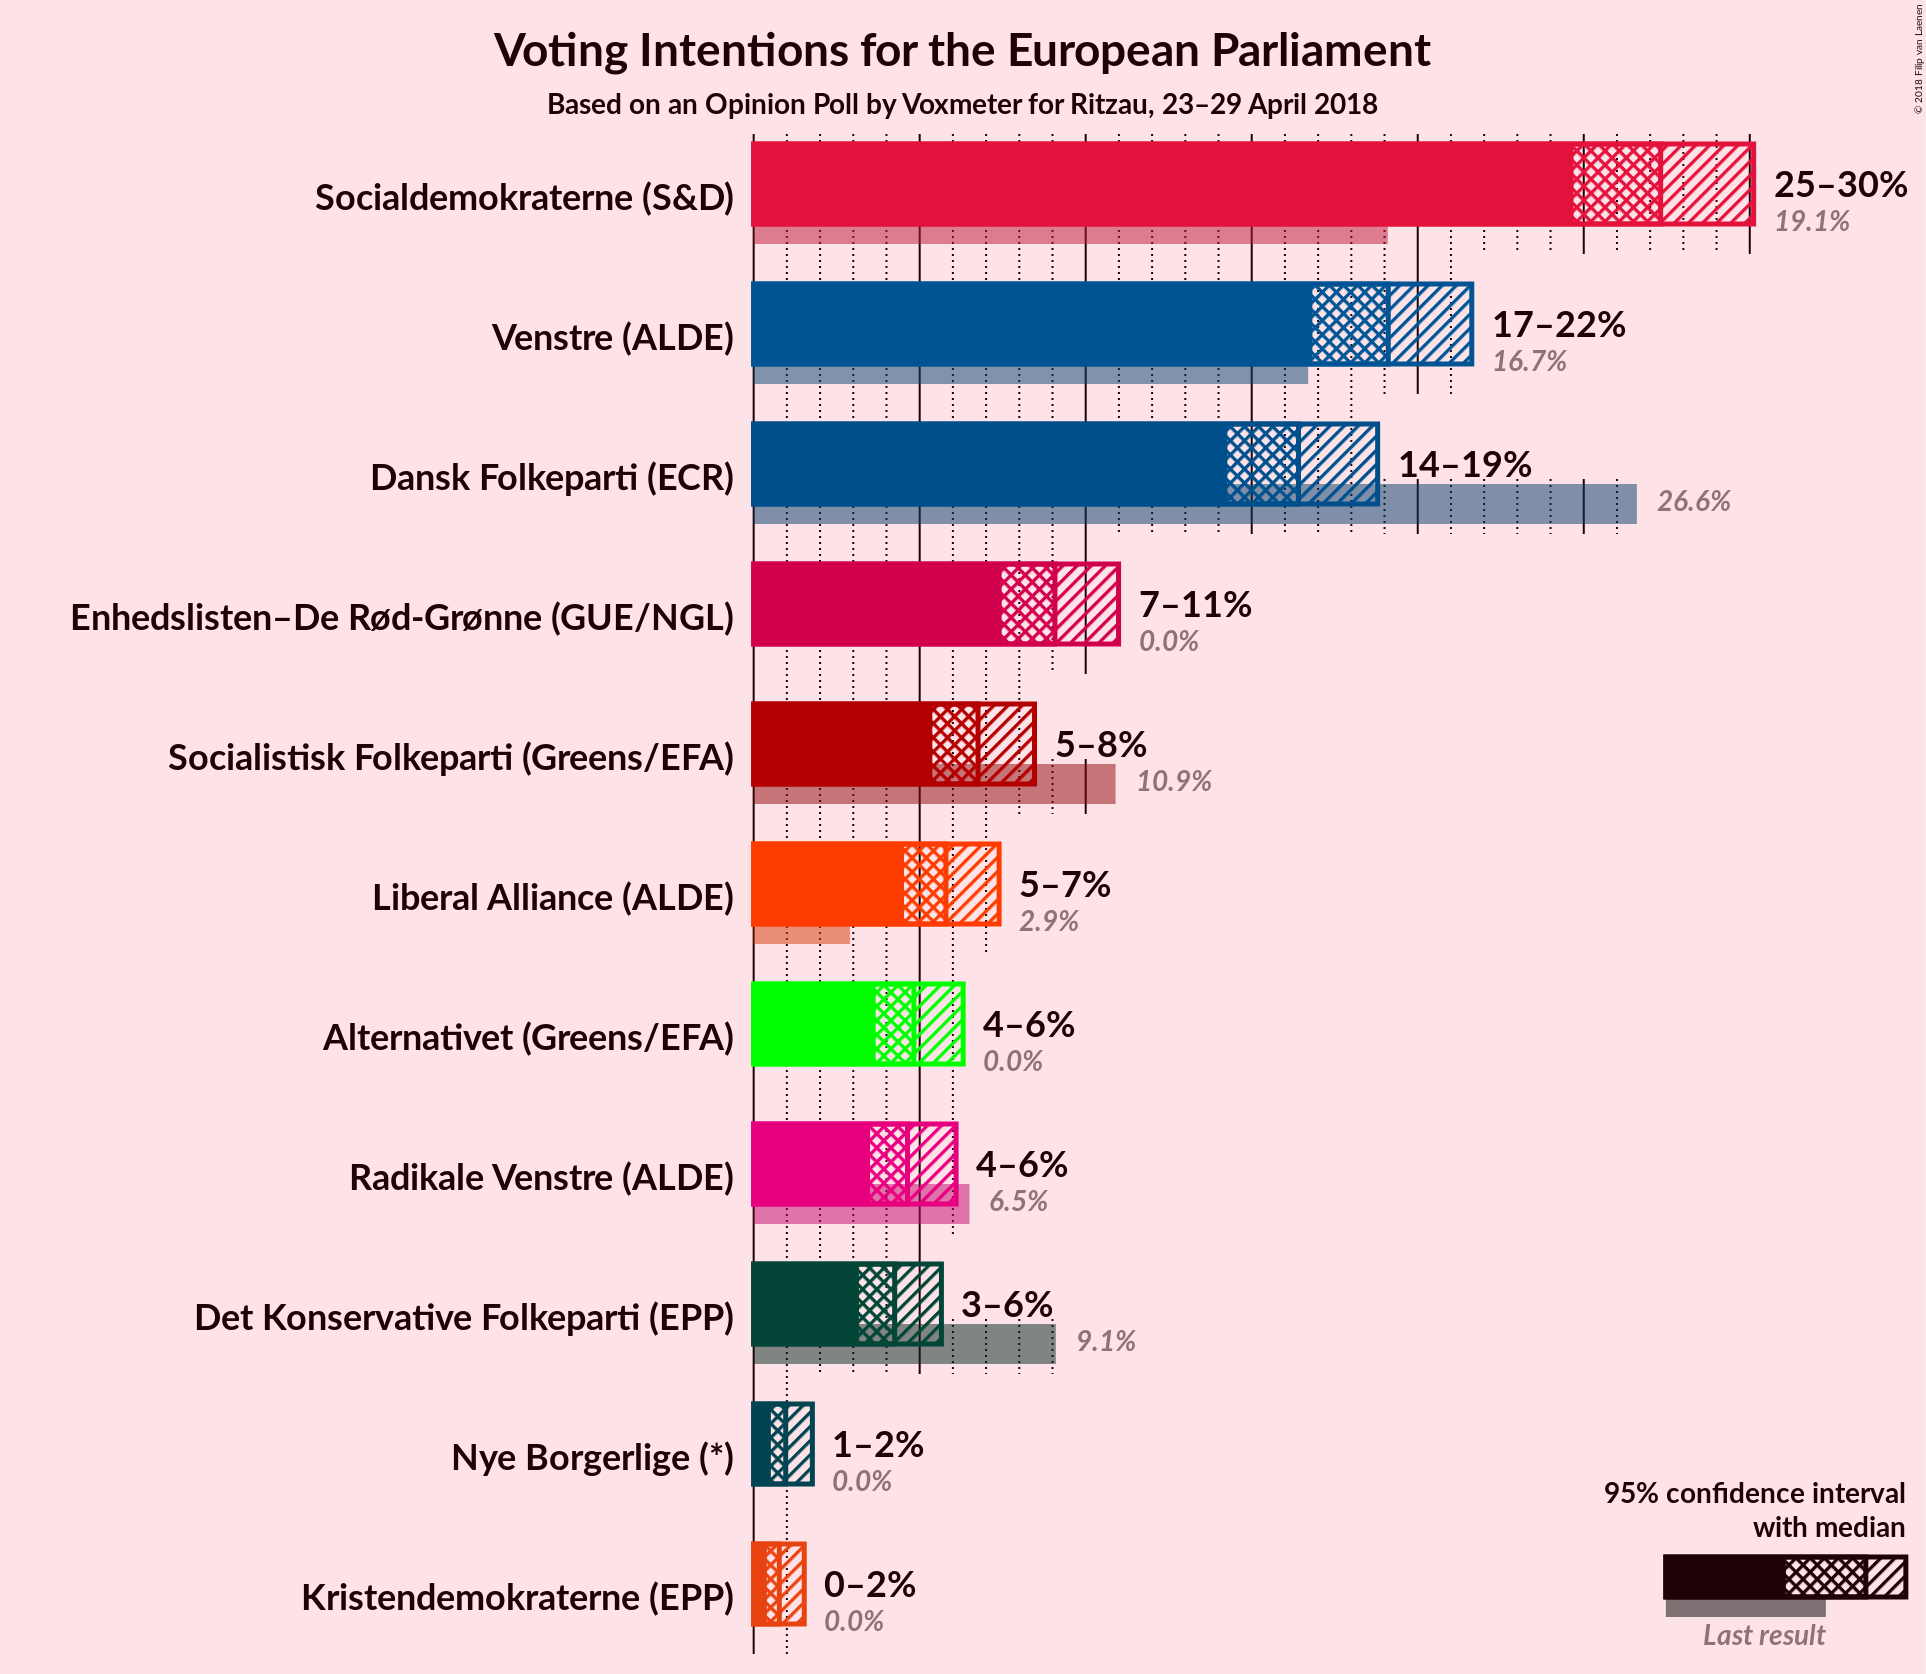 Voting Intentions for the European Parliament
Based on an Opinion Poll by Voxmeter for Ritzau, 23–29 April 2018
© 2018 Filip van Laenen
Socialdemokraterne (S&D)
25–30%
19.1%
Venstre (ALDE)
17–22%
16.7%
Dansk Folkeparti (ECR)
14–19%
26.6%
Enhedslisten–De Rød-Grønne (GUE/NGL)
7–11%
0.0%
Socialistisk Folkeparti (Greens/EFA)
5–8%
10.9%
Liberal Alliance (ALDE)
5–7%
2.9%
Alternativet (Greens/EFA)
4–6%
0.0%
Radikale Venstre (ALDE)
4–6%
6.5%
Det Konservative Folkeparti (EPP)
3–6%
9.1%
Nye Borgerlige (*)
1–2%
0.0%
Kristendemokraterne (EPP)
0–2%
0.0%
95% confidence interval
with median
Last result